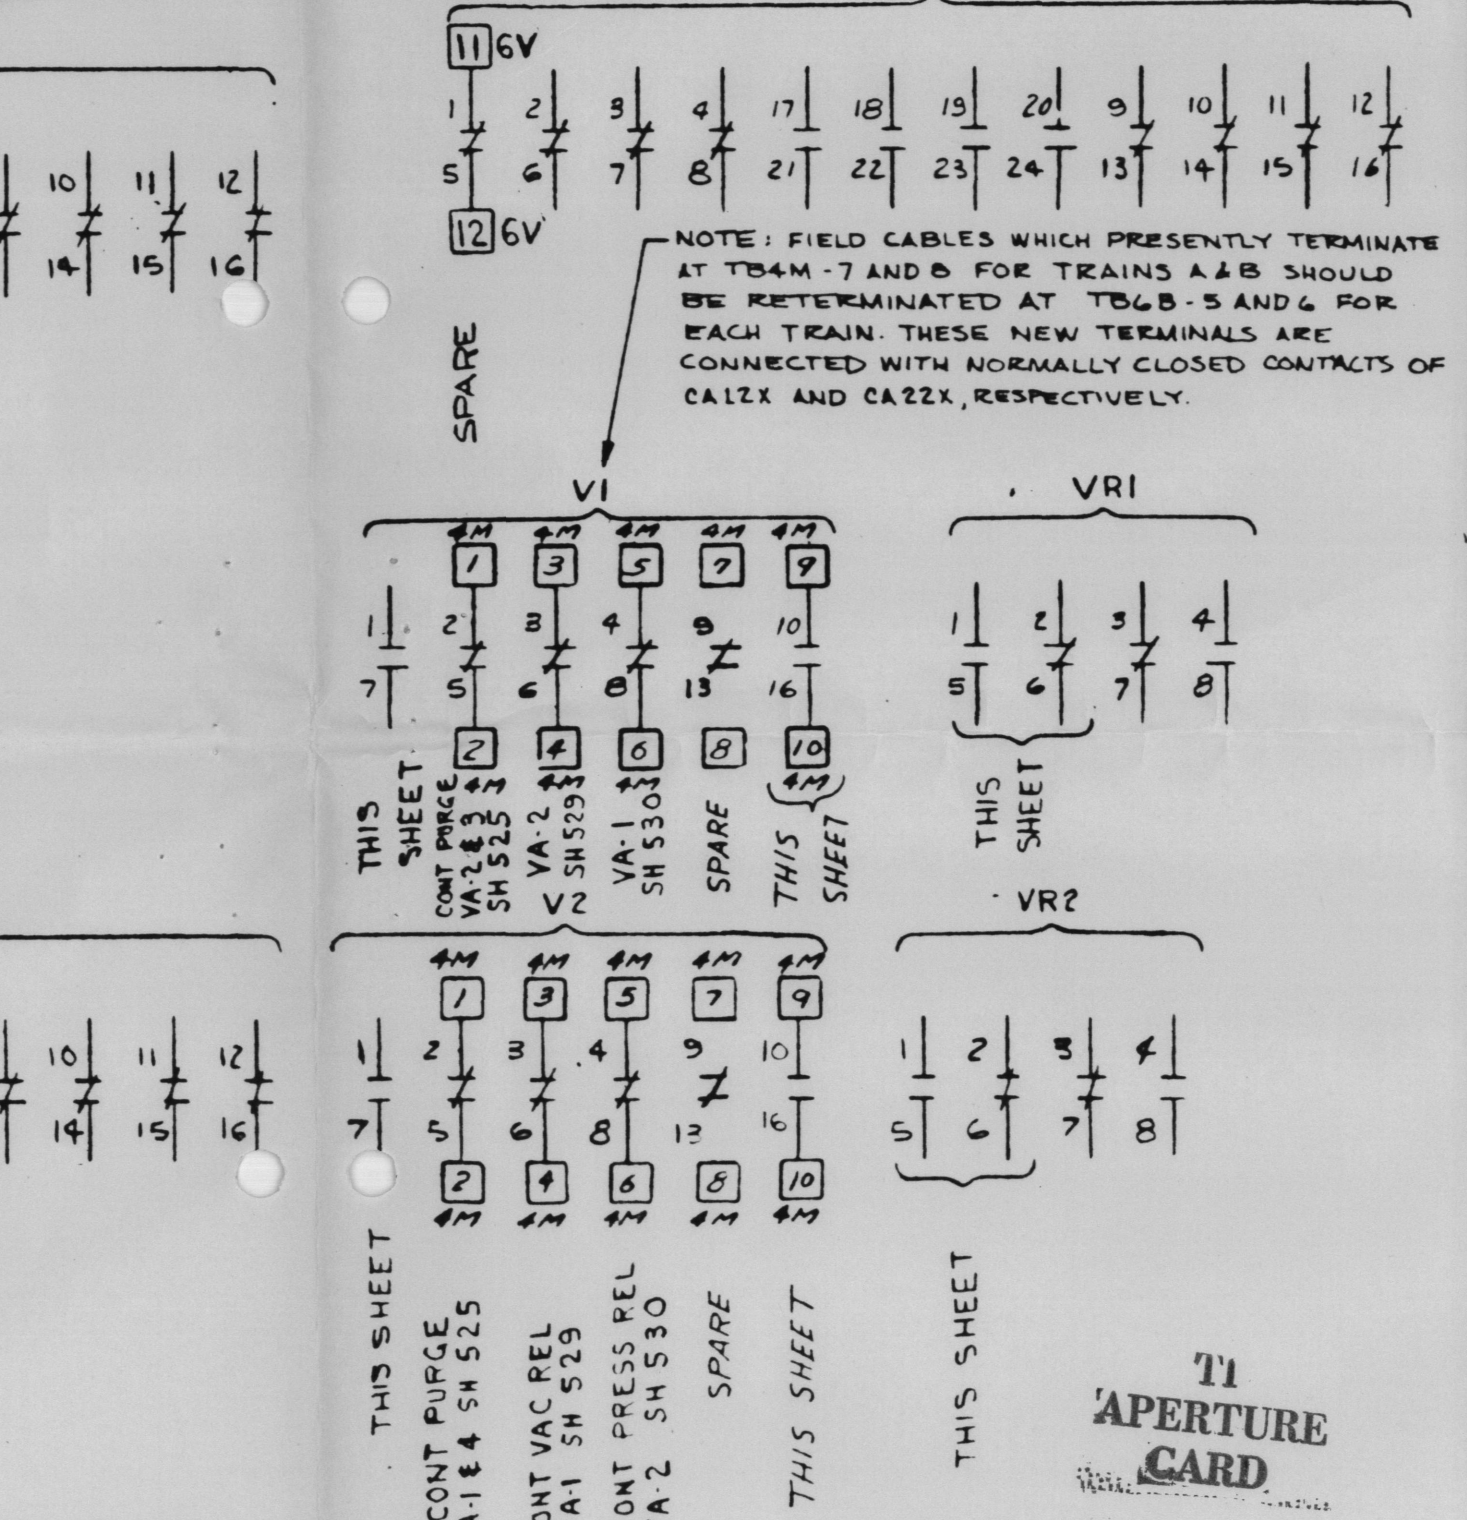 11 6V
1 2 3 4 17 18 19 20 9 10 11 12
5 6 7 8 21 22 23 24 13 14 15 16
12 6V
10 11 12
14 15 16
SPARE
NOTE: FIELD CABLES WHICH PRESENTLY TERMINATE
AT TB4M-7 AND 8 FOR TRAINS A & B SHOULD
BE RETERMINATED AT TB6B-5 AND 6 FOR
EACH TRAIN. THESE NEW TERMINALS ARE
CONNECTED WITH NORMALLY CLOSED CONTACTS OF
CA12X AND CA22X, RESPECTIVELY.
V1
4M 4M 4M 4M 4M
1 3 5 7 9
1 2 3 4 9 10
7 5 6 8 13 16
2 4 6 8 10
4M 4M 4M 4M
THIS
SHEET
CONT PURGE
VA-2 & 3
SH 525
VA-2
SH 529
VA-1
SH 530
SPARE
THIS
SHEET
VR1
1 2 3 4
5 6 7 8
THIS
SHEET
V2
4M 4M 4M 4M 4M
1 3 5 7 9
1 2 3 4 9 10
7 5 6 8 13 16
2 4 6 8 10
4M 4M 4M 4M 4M
THIS SHEET
CONT PURGE
A-1 & 4 SH 525
ONT VAC REL
A-1 SH 529
ONT PRESS REL
A-2 SH 530
SPARE
THIS SHEET
VR2
1 2 3 4
5 6 7 8
THIS SHEET
10 11 12
14 15 16
TI
APERTURE
CARD